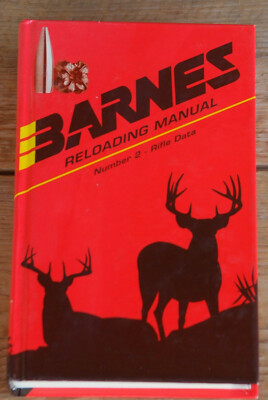 BARNES
RELOADING MANUAL
Number 2 - Rifle Data